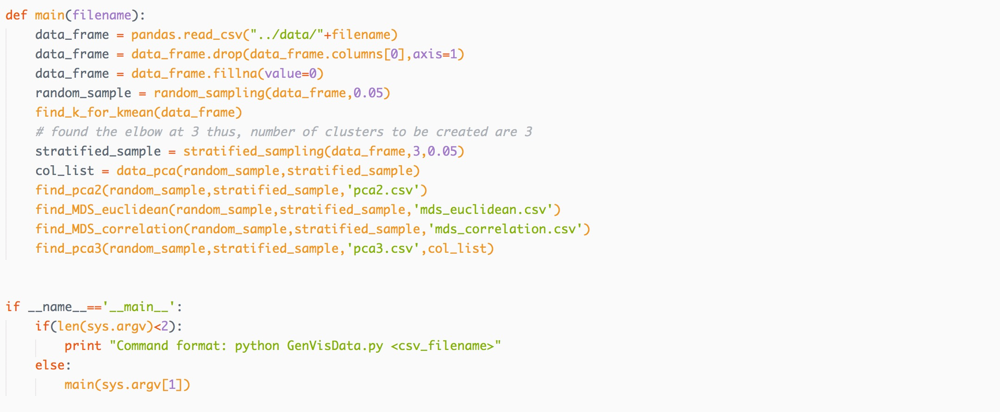 def main(filename):
    data_frame = pandas.read_csv("../data/"+filename)
    data_frame = data_frame.drop(data_frame.columns[0],axis=1)
    data_frame = data_frame.fillna(value=0)
    random_sample = random_sampling(data_frame,0.05)
    find_k_for_kmean(data_frame)
    # found the elbow at 3 thus, number of clusters to be created are 3
    stratified_sample = stratified_sampling(data_frame,3,0.05)
    col_list = data_pca(random_sample,stratified_sample)
    find_pca2(random_sample,stratified_sample,'pca2.csv')
    find_MDS_euclidean(random_sample,stratified_sample,'mds_euclidean.csv')
    find_MDS_correlation(random_sample,stratified_sample,'mds_correlation.csv')
    find_pca3(random_sample,stratified_sample,'pca3.csv',col_list)
if __name__=='__main__':
    if(len(sys.argv)<2):
        print "Command format: python GenVisData.py <csv_filename>"
    else:
        main(sys.argv[1])